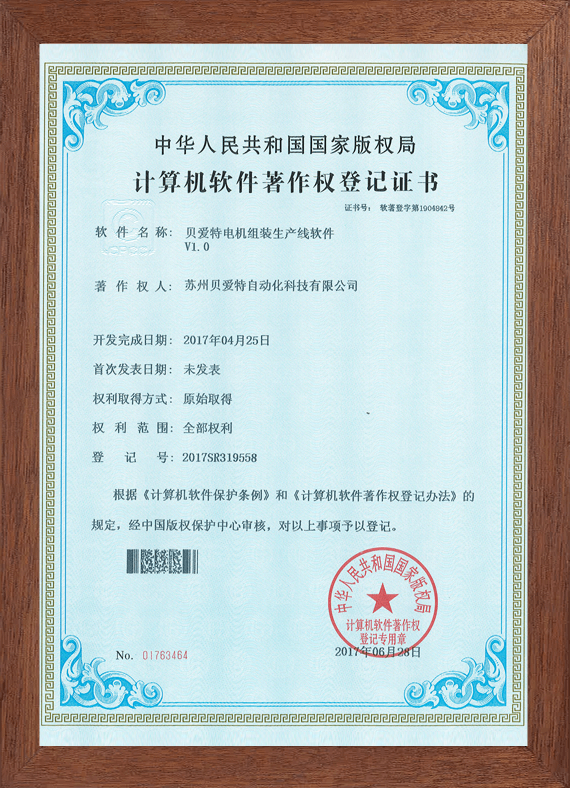 中华人民共和国国家版权局
计算机软件著作权登记证书
证书号： 软著登字第1904842号
软件名称： 贝爱特电机组装生产线软件
V1.0
著作权人： 苏州贝爱特自动化科技有限公司
开发完成日期： 2017年04月25日
首次发表日期： 未发表
权利取得方式： 原始取得
权利范围： 全部权利
登记号： 2017SR319558
根据《计算机软件保护条例》和《计算机软件著作权登记办法》的
规定，经中国版权保护中心审核，对以上事项予以登记。
中华人民共和国国家版权局
计算机软件著作权
登记专用章
No. 01763464
2017年06月28日